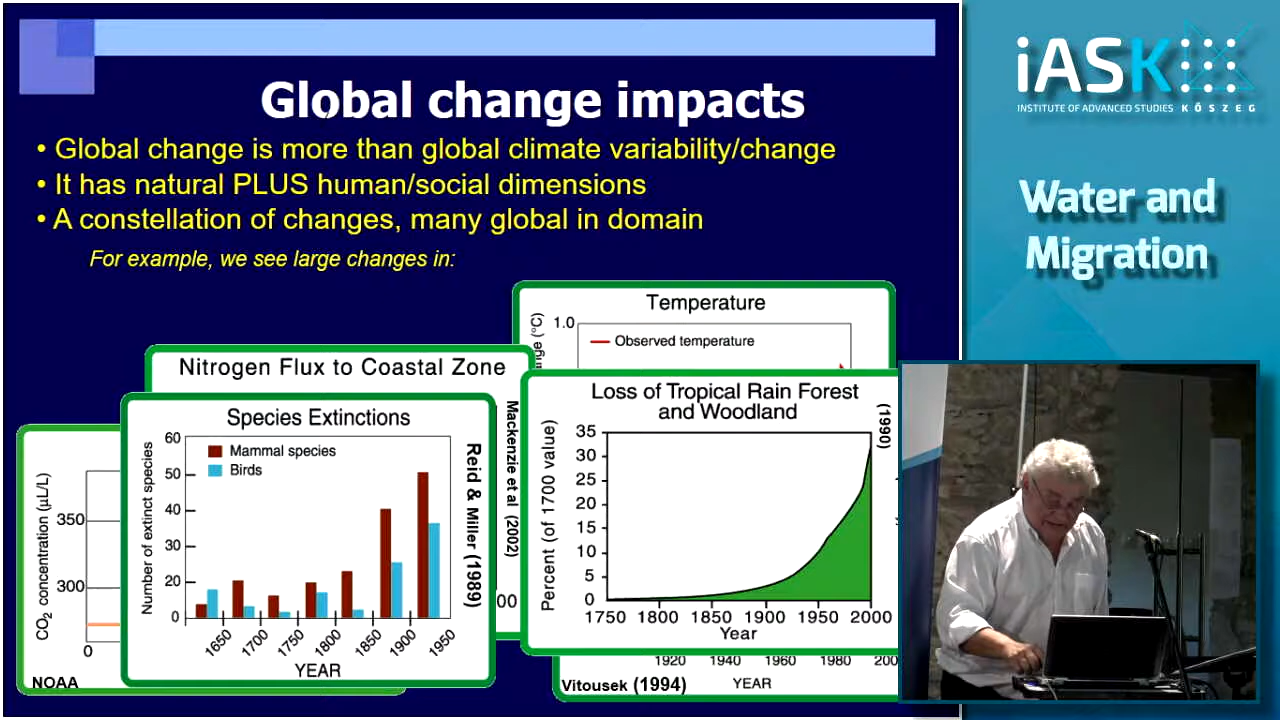 Global change impacts
• Global change is more than global climate variability/change
• It has natural PLUS human/social dimensions
• A constellation of changes, many global in domain
For example, we see large changes in:
Temperature
1.0
Observed temperature
Nitrogen Flux to Coastal Zone
Mackenzie et al (2002)
00
Species Extinctions
Number of extinct species
60
50
40
30
20
0
Mammal species
Birds
1650
1700
1750
1800
1850
1900
1950
YEAR
Reid & Miller (1989)
CO₂ concentration (µL/L)
350
300
0
NOAA
Loss of Tropical Rain Forest
and Woodland
(1990)
Percent (of 1700 value)
35
30
25
20
15
10
5
0
1750 1800 1850 1900 1950 2000
Year
1920 1940 1960 1980 200
Vitousek (1994)
YEAR
iASK
INSTITUTE OF ADVANCED STUDIES KŐSZEG
Water and
Migration